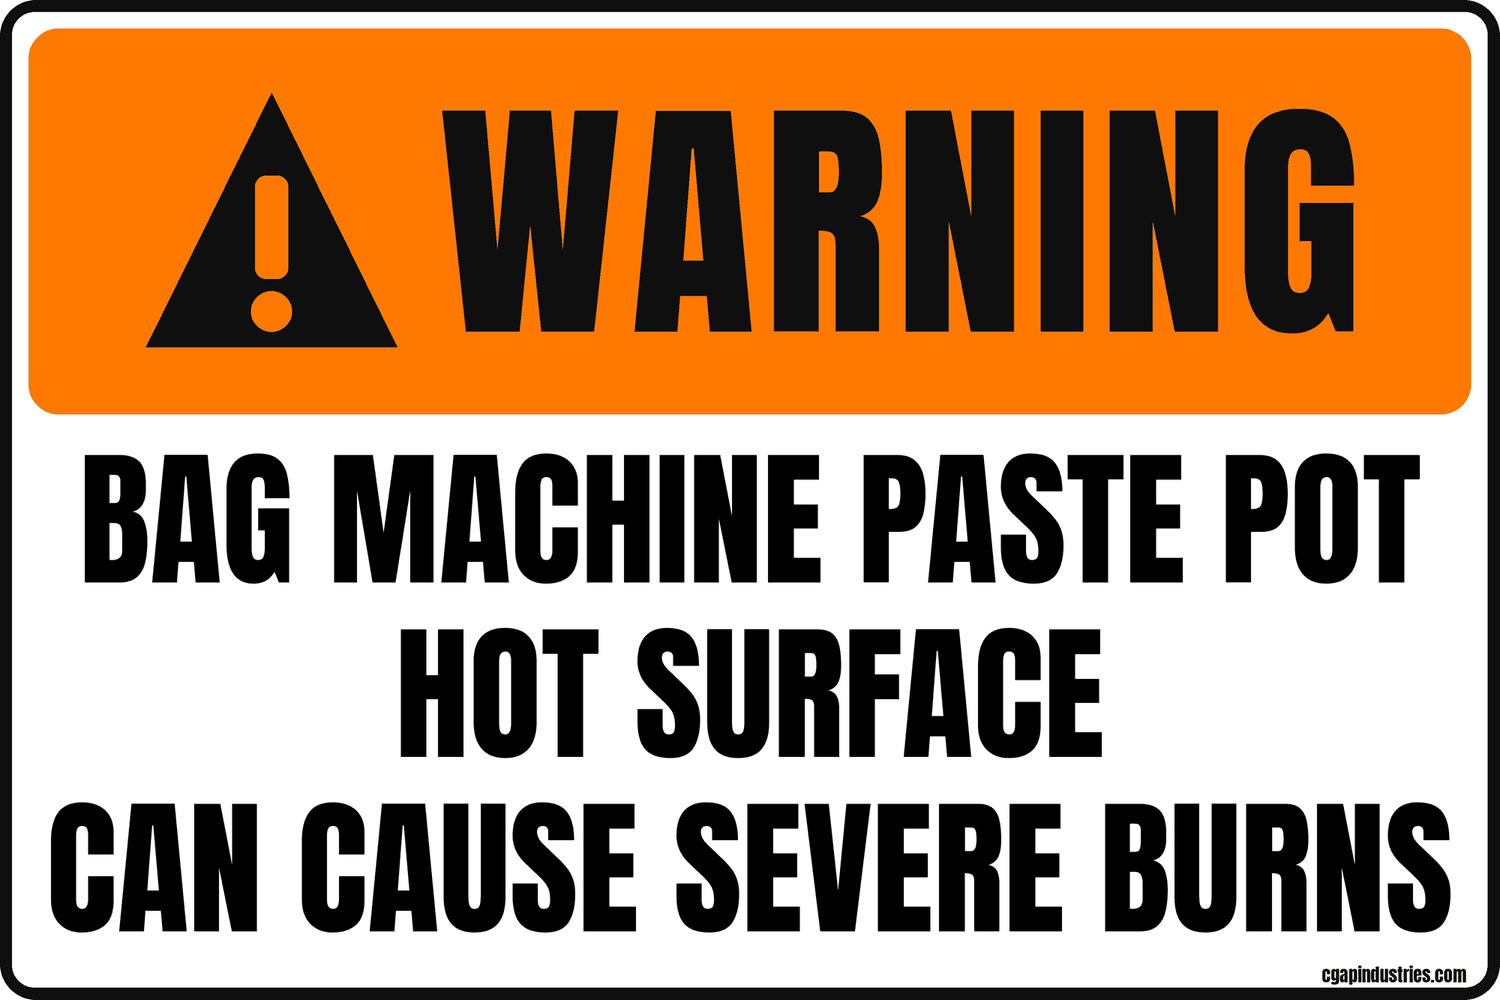 WARNING
BAG MACHINE PASTE POT
HOT SURFACE
CAN CAUSE SEVERE BURNS
cgapindustries.com